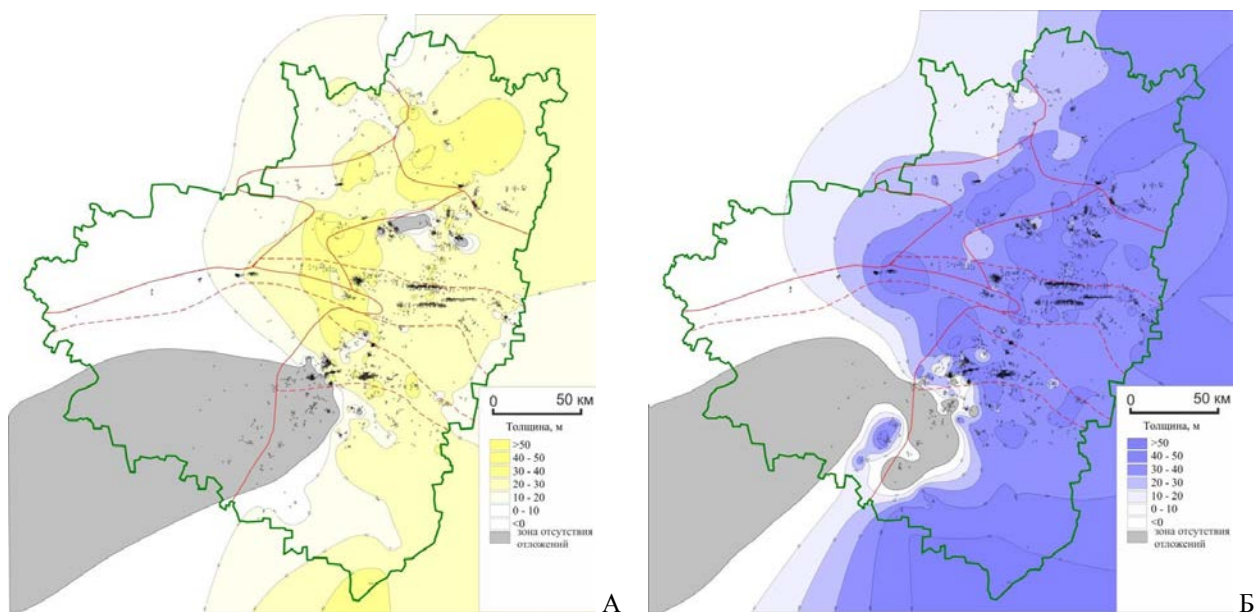 0 50 км
Толщина, м
>50
40 - 50
30 - 40
20 - 30
10 - 20
0 - 10
<0
зона отсутствия
отложений
А
0 50 км
Толщина, м
>50
40 - 50
30 - 40
20 - 30
10 - 20
0 - 10
<0
зона отсутствия
отложений
Б